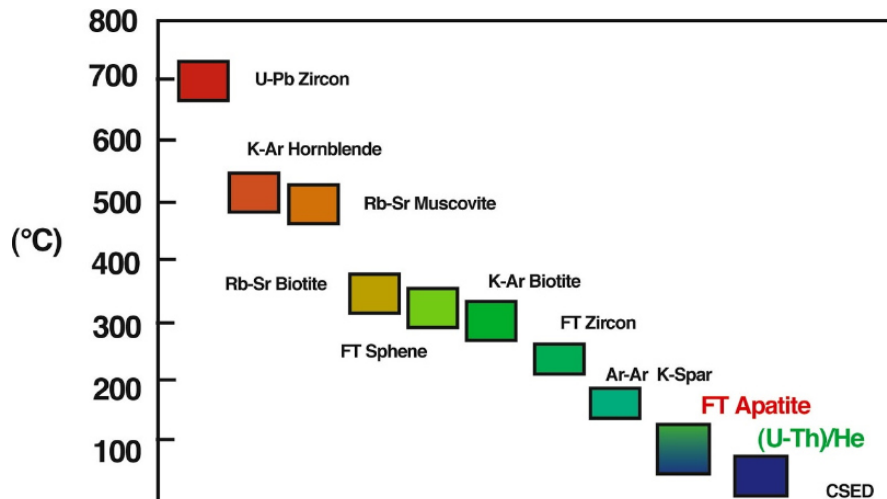 800
700
U-Pb Zircon
600
K-Ar Hornblende
500
Rb-Sr Muscovite
(°C)
400
Rb-Sr Biotite
K-Ar Biotite
300
FT Zircon
FT Sphene
200
Ar-Ar K-Spar
FT Apatite
(U-Th)/He
100
CSED